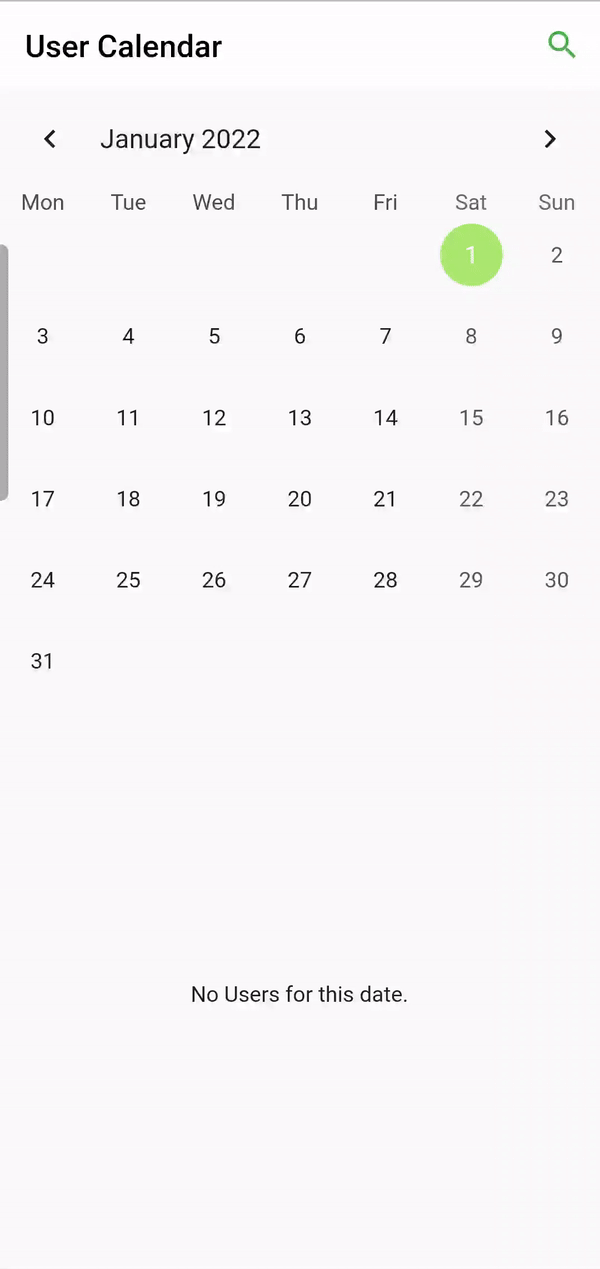 User Calendar
January 2022
Mon Tue Wed Thu Fri Sat Sun
1 2
3 4 5 6 7 8 9
10 11 12 13 14 15 16
17 18 19 20 21 22 23
24 25 26 27 28 29 30
31
No Users for this date.